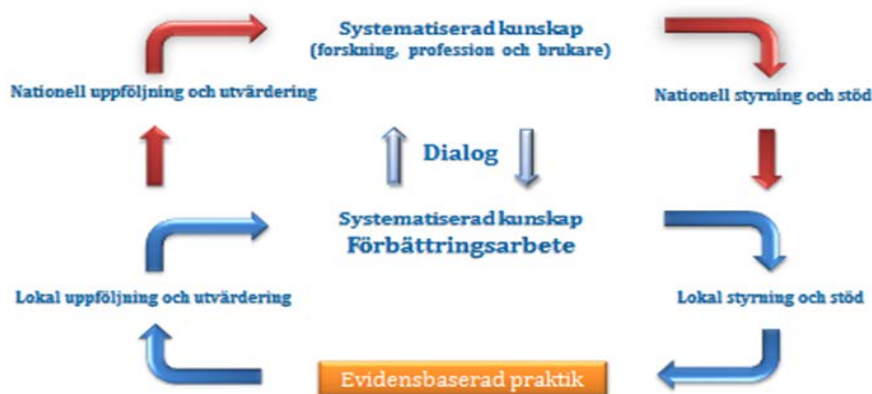 Systematiserad kunskap
(forskning, profession och brukare)
Nationell uppföljning och utvärdering
Nationell styrning och stöd
Dialog
Systematiserad kunskap
Förbättringsarbete
Lokal uppföljning och utvärdering
Lokal styrning och stöd
Evidensbaserad praktik